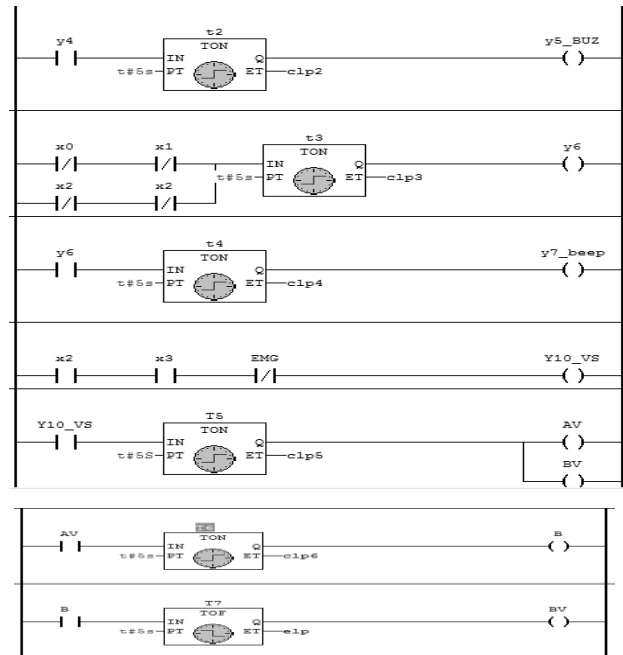 t2
y4 TON y5_BUZ
IN Q
t#5s PT ET clp2
t3
x0 x1 TON y6
IN Q
t#5s PT ET clp3
x2 x2
t4
y6 TON y7_beep
IN Q
t#5s PT ET clp4
x2 x3 EMG Y10_VS
T5
Y10_VS TON AV
IN Q
t#5S PT ET clp5
BV
T6
AV TON B
IN Q
t#5s PT ET clp6
T7
B TOF BV
IN Q
t#5s PT ET elp